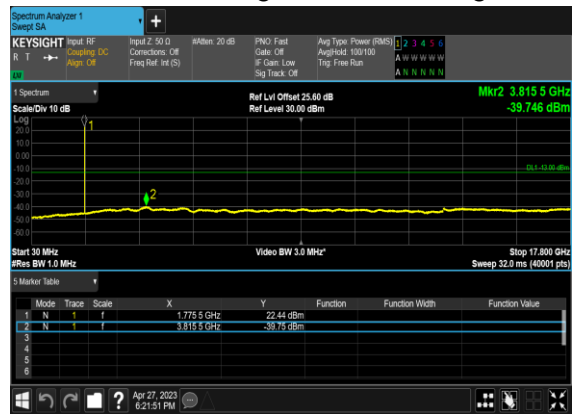 Spectrum Analyzer 1
Swept SA
KEYSIGHT Input: RF Input Z: 50 Ω #Atten: 20 dB PNO: Fast Avg Type: Power (RMS) 1 2 3 4 5 6
R T Coupling: DC Corrections: Off Gate: Off Avg|Hold: 100/100 A W W W W W
Align: Off Freq Ref: Int (S) IF Gain: Low Trig: Free Run
Sig Track: Off A N N N N N
1 Spectrum Ref Lvl Offset 25.60 dB Mkr2 3.815 5 GHz
Scale/Div 10 dB Ref Level 30.00 dBm -39.746 dBm
Log
20.0 1
10.0
0.00
-10.0 DL1 -13.00 dBm
-20.0
-30.0 2
-40.0
-50.0
-60.0
Start 30 MHz Video BW 3.0 MHz* Stop 17.800 GHz
#Res BW 1.0 MHz Sweep 32.0 ms (40001 pts)
5 Marker Table
Mode Trace Scale X Y Function Function Width Function Value
1 N 1 f 1.775 5 GHz 22.44 dBm
2 N 1 f 3.815 5 GHz -39.75 dBm
3
4
5
6
? Apr 27, 2023
6:21:51 PM